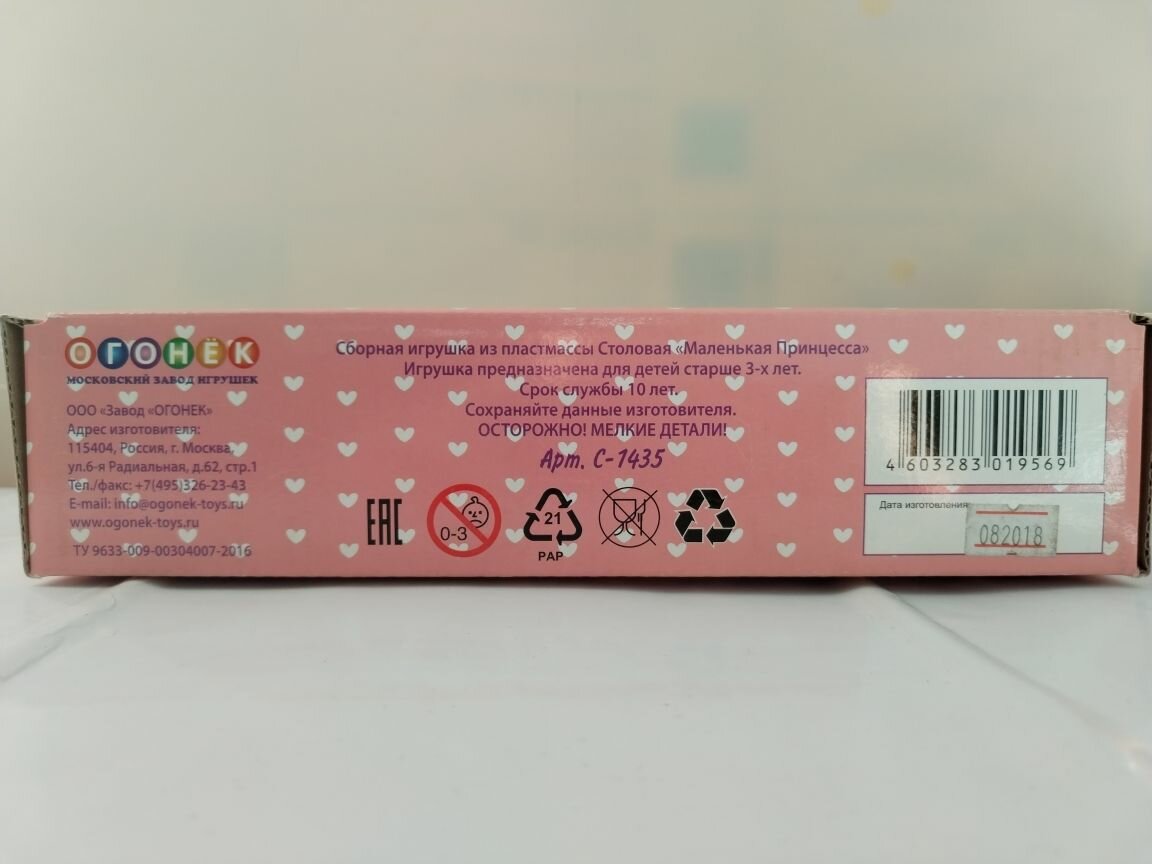 ОГОНЁК
МОСКОВСКИЙ ЗАВОД ИГРУШЕК
ООО «Завод «ОГОНЕК»
Адрес изготовителя:
115404, Россия, г. Москва,
ул.6-я Радиальная, д.62, стр.1
Тел./факс: +7(495)326-23-43
E-mail: info@ogonek-toys.ru
www.ogonek-toys.ru
ТУ 9633-009-00304007-2016
Сборная игрушка из пластмассы Столовая «Маленькая Принцесса»
Игрушка предназначена для детей старше 3-х лет.
Срок службы 10 лет.
Сохраняйте данные изготовителя.
ОСТОРОЖНО! МЕЛКИЕ ДЕТАЛИ!
Арт. С-1435
EAC
0-3
21
PAP
4 603283 019569
Дата изготовления
082018